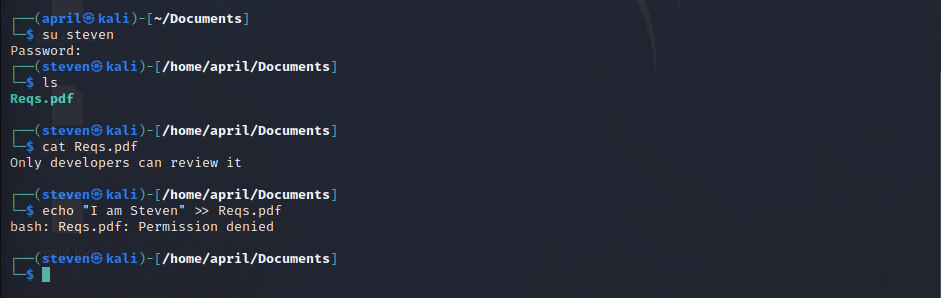 ┌──(april㉿kali)-[~/Documents]
└─$ su steven
Password:
┌──(steven㉿kali)-[/home/april/Documents]
└─$ ls
Reqs.pdf
┌──(steven㉿kali)-[/home/april/Documents]
└─$ cat Reqs.pdf
Only developers can review it
┌──(steven㉿kali)-[/home/april/Documents]
└─$ echo "I am Steven" >> Reqs.pdf
bash: Reqs.pdf: Permission denied
┌──(steven㉿kali)-[/home/april/Documents]
└─$